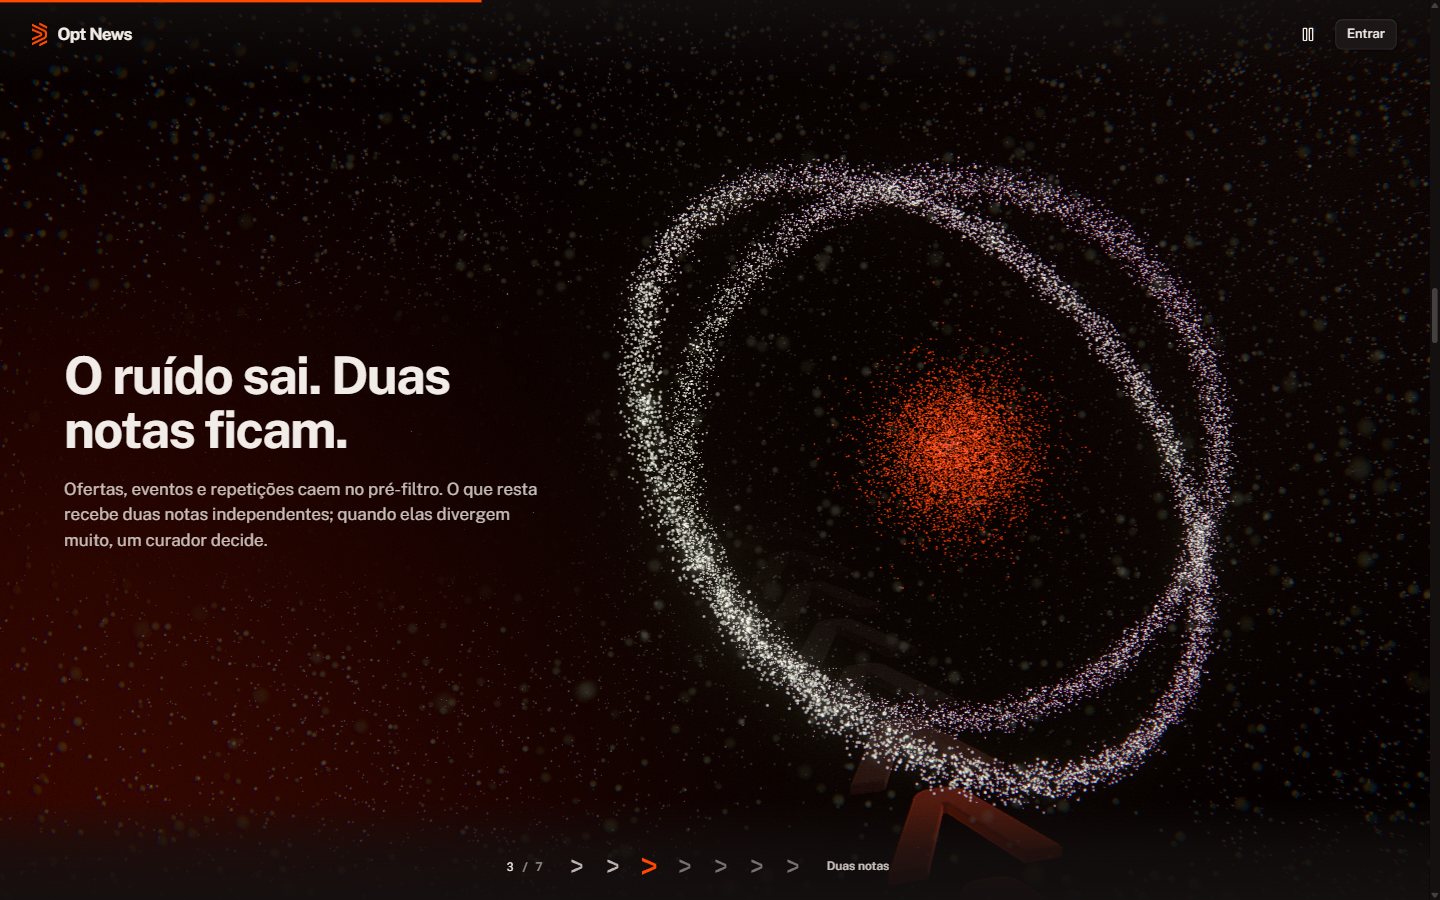 Opt News
Entrar
O ruído sai. Duas
notas ficam.
Ofertas, eventos e repetições caem no pré-filtro. O que resta
recebe duas notas independentes; quando elas divergem
muito, um curador decide.
3 / 7 > > > > > > > Duas notas